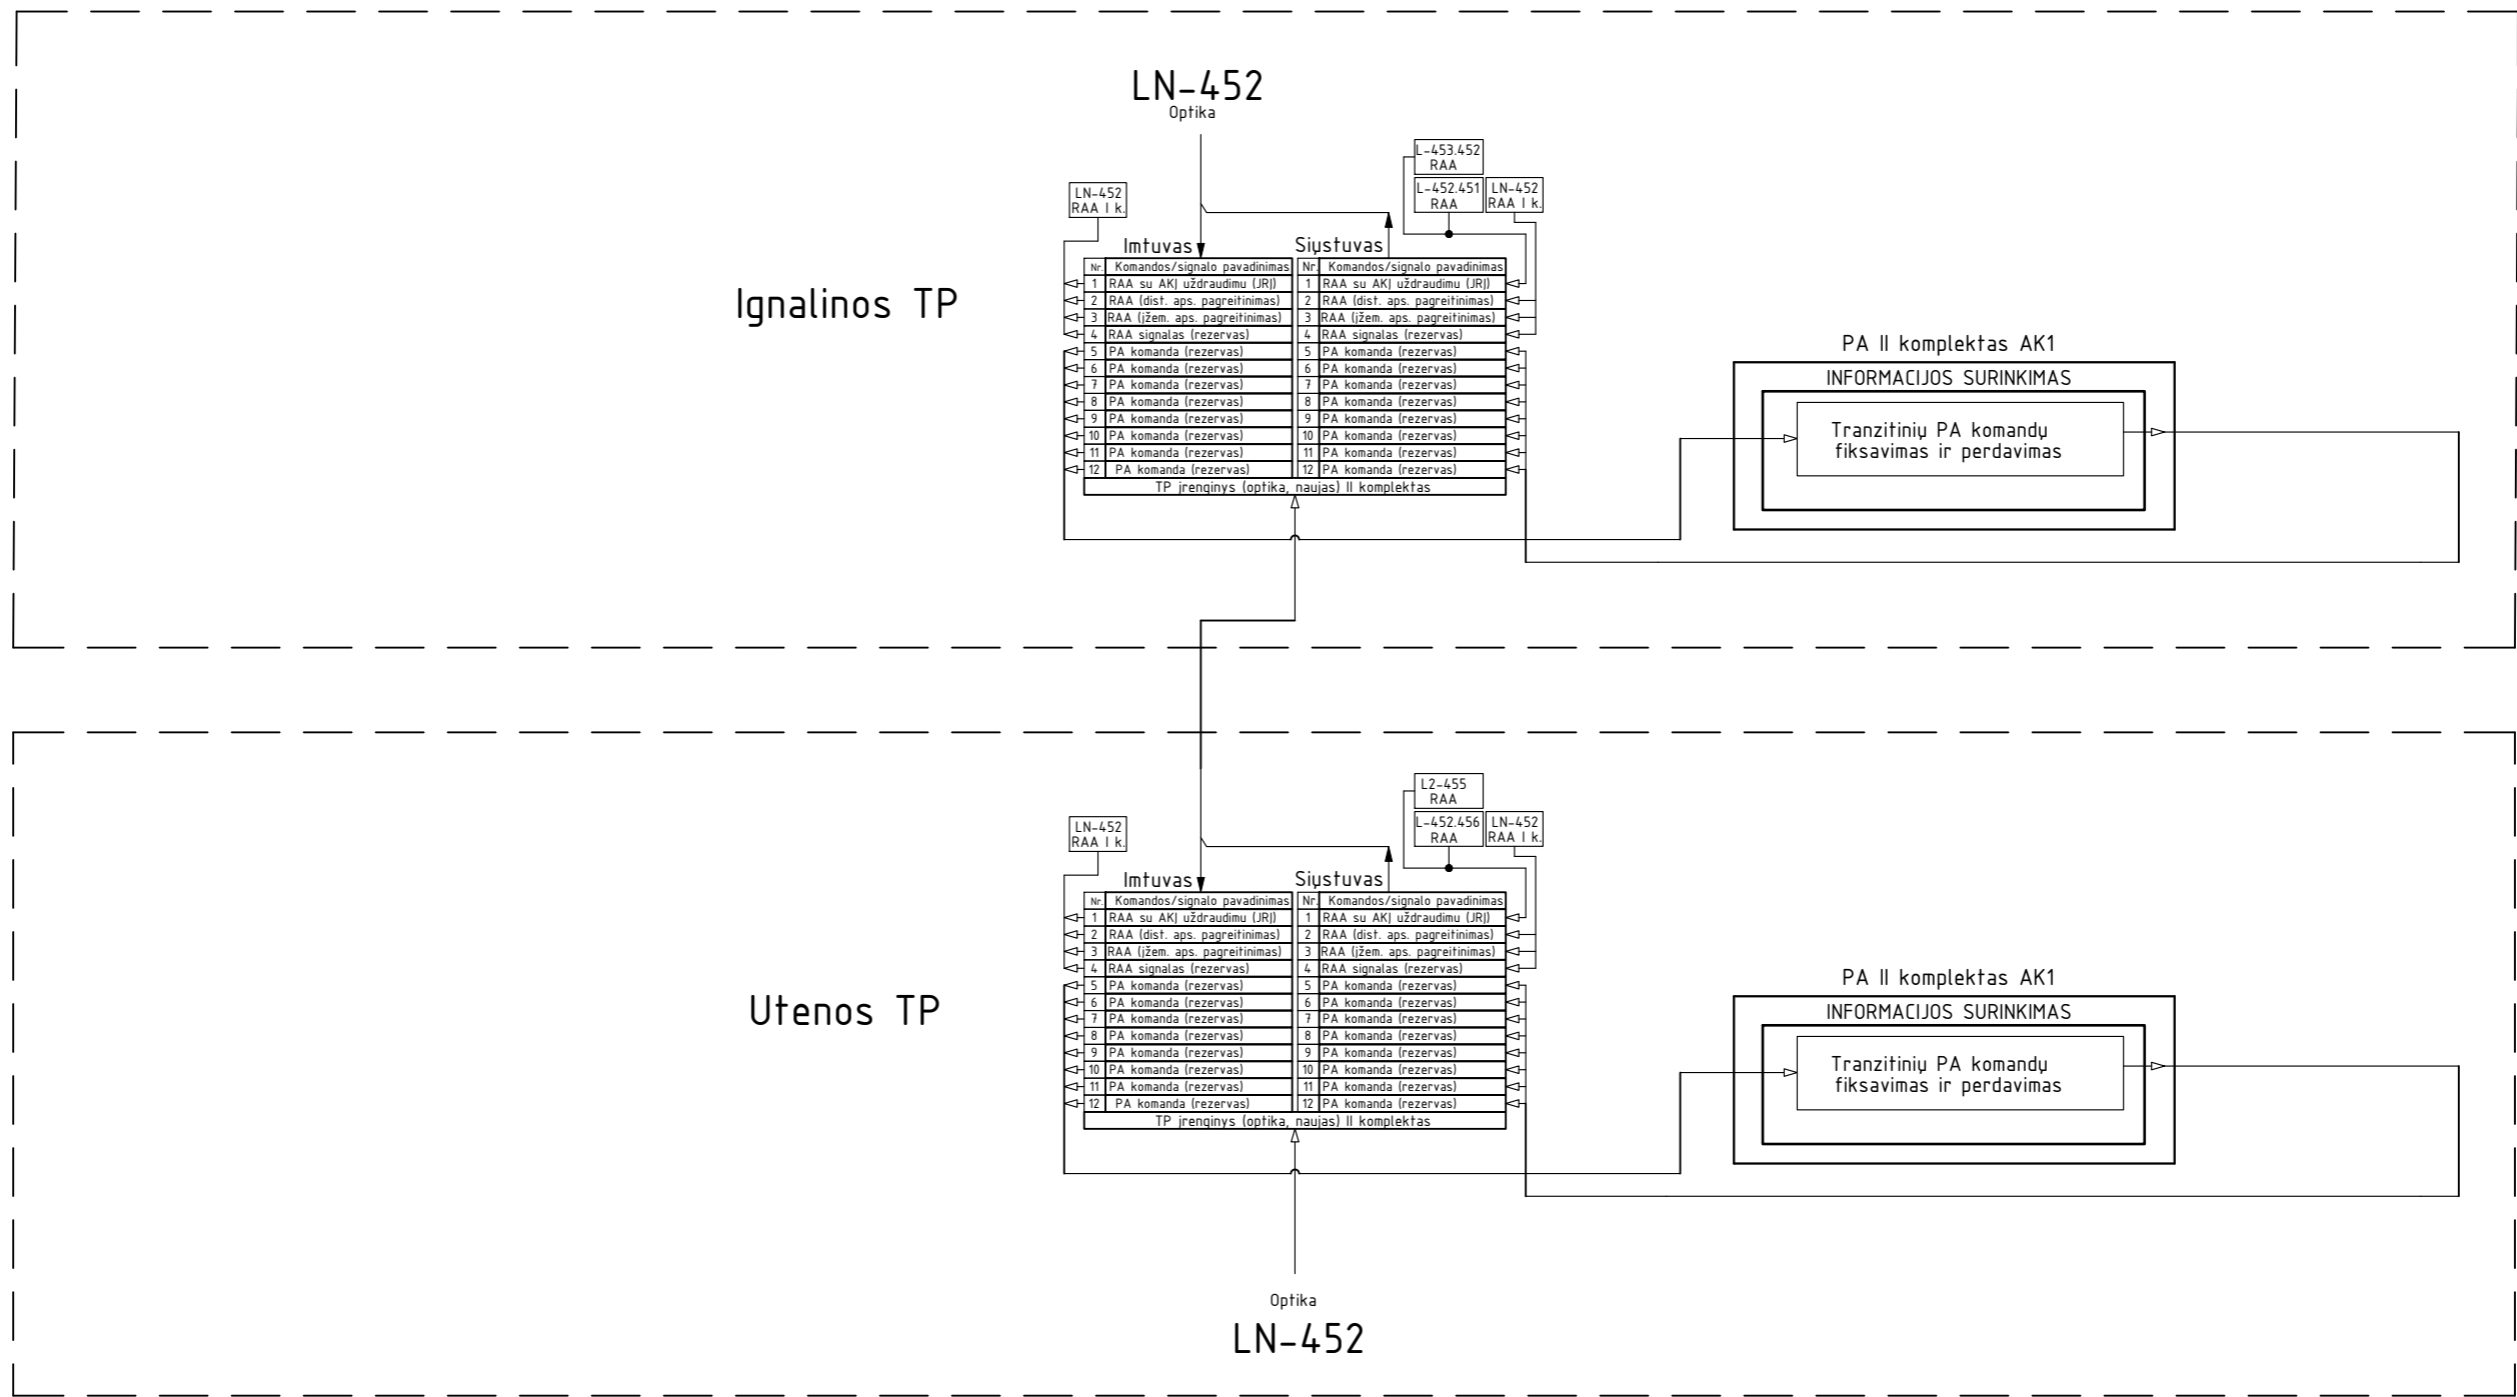 LN-452
Optika
L-453.452
RAA
L-452.451
RAA
LN-452
RAA I k.
LN-452
RAA I k.
Imtuvas
Siųstuvas
Nr. Komandos/signalo pavadinimas
1 RAA su AKĮ uždraudimu (JRĮ)
2 RAA (dist. aps. pagreitinimas)
3 RAA (įžem. aps. pagreitinimas)
4 RAA signalas (rezervas)
5 PA komanda (rezervas)
6 PA komanda (rezervas)
7 PA komanda (rezervas)
8 PA komanda (rezervas)
9 PA komanda (rezervas)
10 PA komanda (rezervas)
11 PA komanda (rezervas)
12 PA komanda (rezervas)
Nr. Komandos/signalo pavadinimas
1 RAA su AKĮ uždraudimu (JRĮ)
2 RAA (dist. aps. pagreitinimas)
3 RAA (įžem. aps. pagreitinimas)
4 RAA signalas (rezervas)
5 PA komanda (rezervas)
6 PA komanda (rezervas)
7 PA komanda (rezervas)
8 PA komanda (rezervas)
9 PA komanda (rezervas)
10 PA komanda (rezervas)
11 PA komanda (rezervas)
12 PA komanda (rezervas)
TP įrenginys (optika, naujas) II komplektas
Ignalinos TP
PA II komplektas AK1
INFORMACIJOS SURINKIMAS
Tranzitinių PA komandų
fiksavimas ir perdavimas
L2-455
RAA
L-452.456
RAA
LN-452
RAA I k.
LN-452
RAA I k.
Imtuvas
Siųstuvas
Nr. Komandos/signalo pavadinimas
1 RAA su AKĮ uždraudimu (JRĮ)
2 RAA (dist. aps. pagreitinimas)
3 RAA (įžem. aps. pagreitinimas)
4 RAA signalas (rezervas)
5 PA komanda (rezervas)
6 PA komanda (rezervas)
7 PA komanda (rezervas)
8 PA komanda (rezervas)
9 PA komanda (rezervas)
10 PA komanda (rezervas)
11 PA komanda (rezervas)
12 PA komanda (rezervas)
Nr. Komandos/signalo pavadinimas
1 RAA su AKĮ uždraudimu (JRĮ)
2 RAA (dist. aps. pagreitinimas)
3 RAA (įžem. aps. pagreitinimas)
4 RAA signalas (rezervas)
5 PA komanda (rezervas)
6 PA komanda (rezervas)
7 PA komanda (rezervas)
8 PA komanda (rezervas)
9 PA komanda (rezervas)
10 PA komanda (rezervas)
11 PA komanda (rezervas)
12 PA komanda (rezervas)
TP įrenginys (optika, naujas) II komplektas
Utenos TP
PA II komplektas AK1
INFORMACIJOS SURINKIMAS
Tranzitinių PA komandų
fiksavimas ir perdavimas
Optika
LN-452